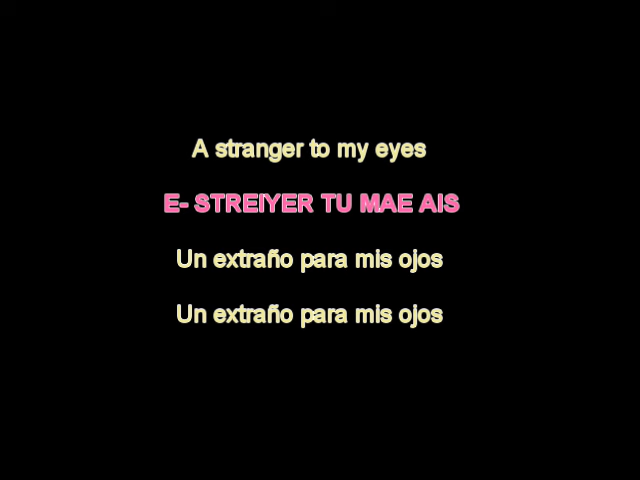 A stranger to my eyes
E- STREIYER TU MAE AIS
Un extraño para mis ojos
Un extraño para mis ojos